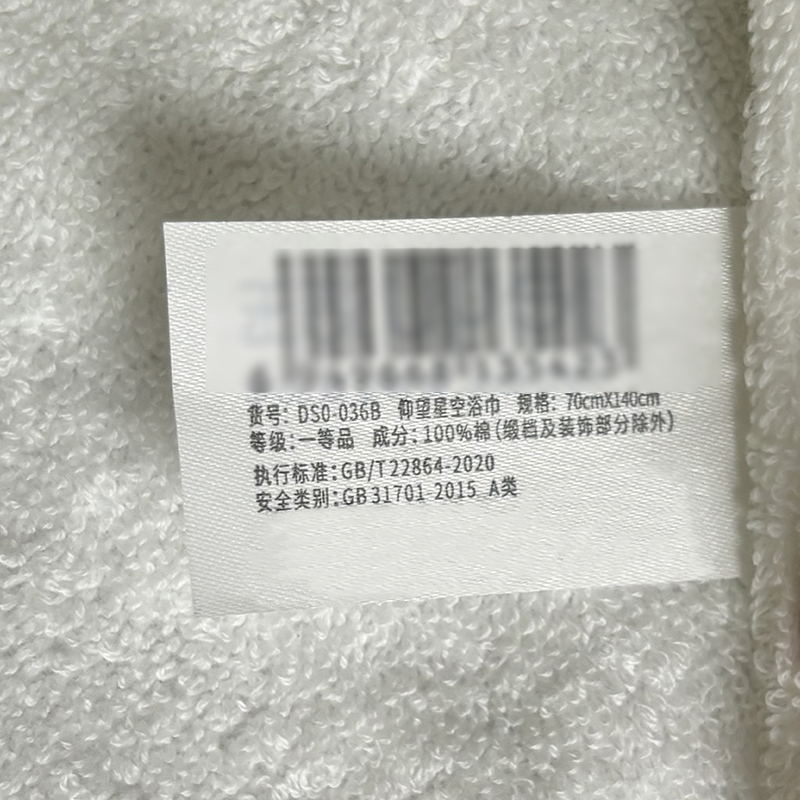 货号: DS0-036B 仰望星空浴巾 规格: 70cmX140cm
等级:一等品 成分:100%棉(缎档及装饰部分除外)
执行标准:GB/T 22864-2020
安全类别:GB 31701-2015 A类